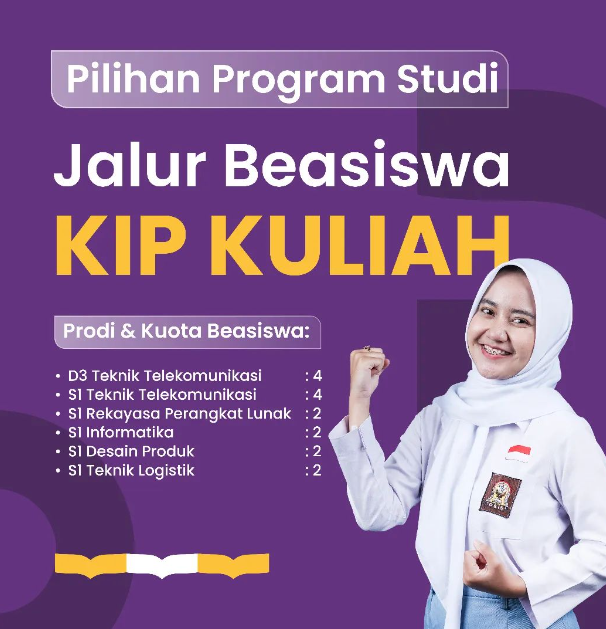 Pilihan Program Studi
Jalur Beasiswa
KIP KULIAH
Prodi & Kuota Beasiswa:
• D3 Teknik Telekomunikasi : 4
• S1 Teknik Telekomunikasi : 4
• S1 Rekayasa Perangkat Lunak : 2
• S1 Informatika : 2
• S1 Desain Produk : 2
• S1 Teknik Logistik : 2